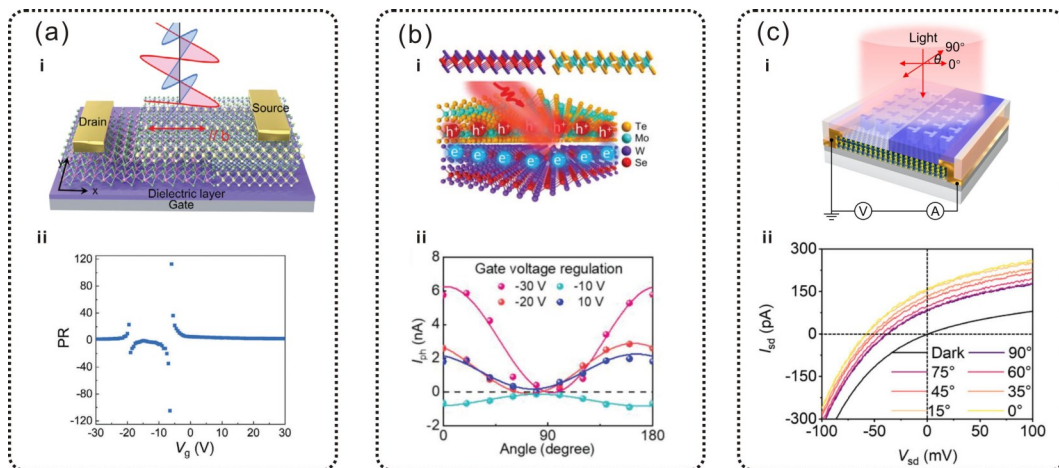 (a)
i
Drain
Source
// b
y
x
Dielectric layer
Gate
ii
PR
120
80
40
0
-40
-80
-120
-30 -20 -10 0 10 20 30
Vg (V)
(b)
i
h+ h+ h+ h+ h+ h+
e- e- e- e- e- e- e-
Te
Mo
W
Se
ii
Gate voltage regulation
-30 V -10 V
-20 V 10 V
Iph (nA)
8
6
4
2
0
-2
0 90 180
Angle (degree)
(c)
i
Light
90°
θ
0°
V
A
ii
Isd (pA)
300
150
0
-150
-300
Dark 90°
75° 60°
45° 35°
15° 0°
-100 -50 0 50 100
Vsd (mV)